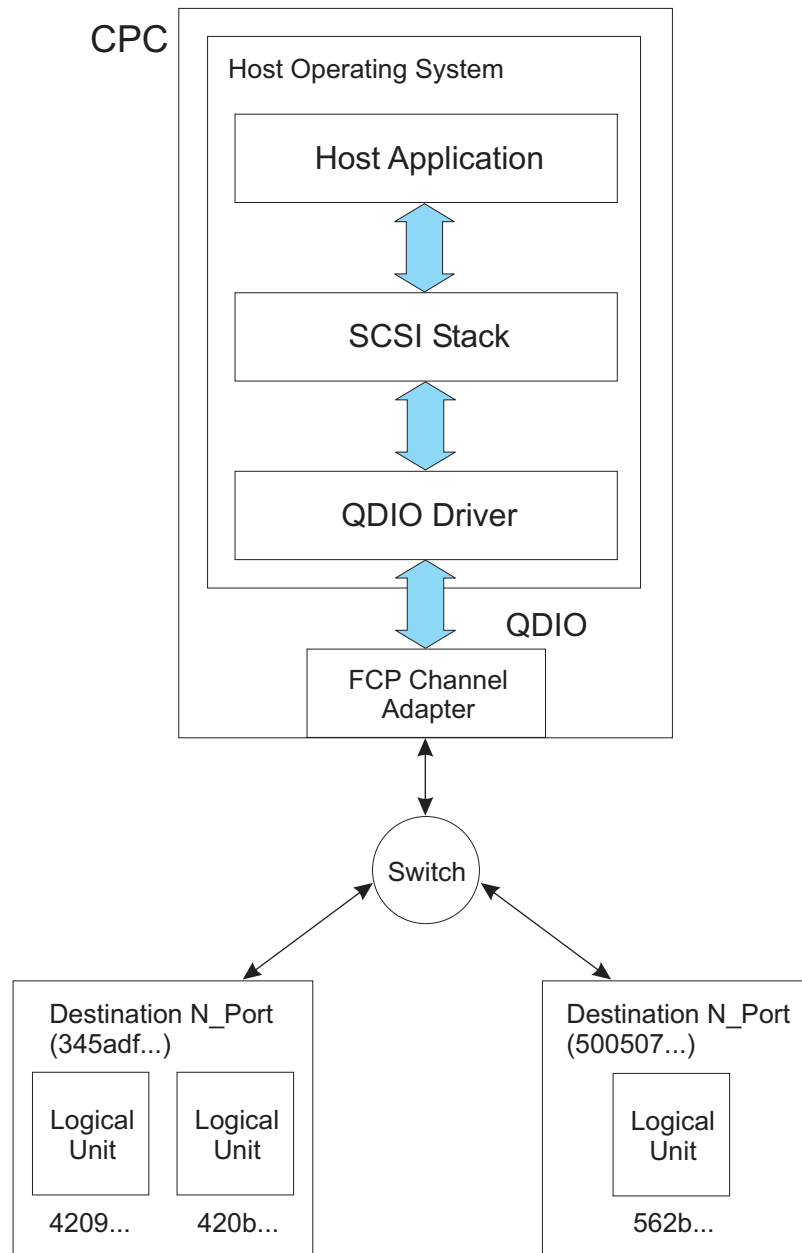 CPC
Host Operating System
Host Application
SCSI Stack
QDIO Driver
QDIO
FCP Channel
Adapter
Switch
Destination N_Port
(345adf...)
Logical
Unit
4209...
Logical
Unit
420b...
Destination N_Port
(500507...)
Logical
Unit
562b...